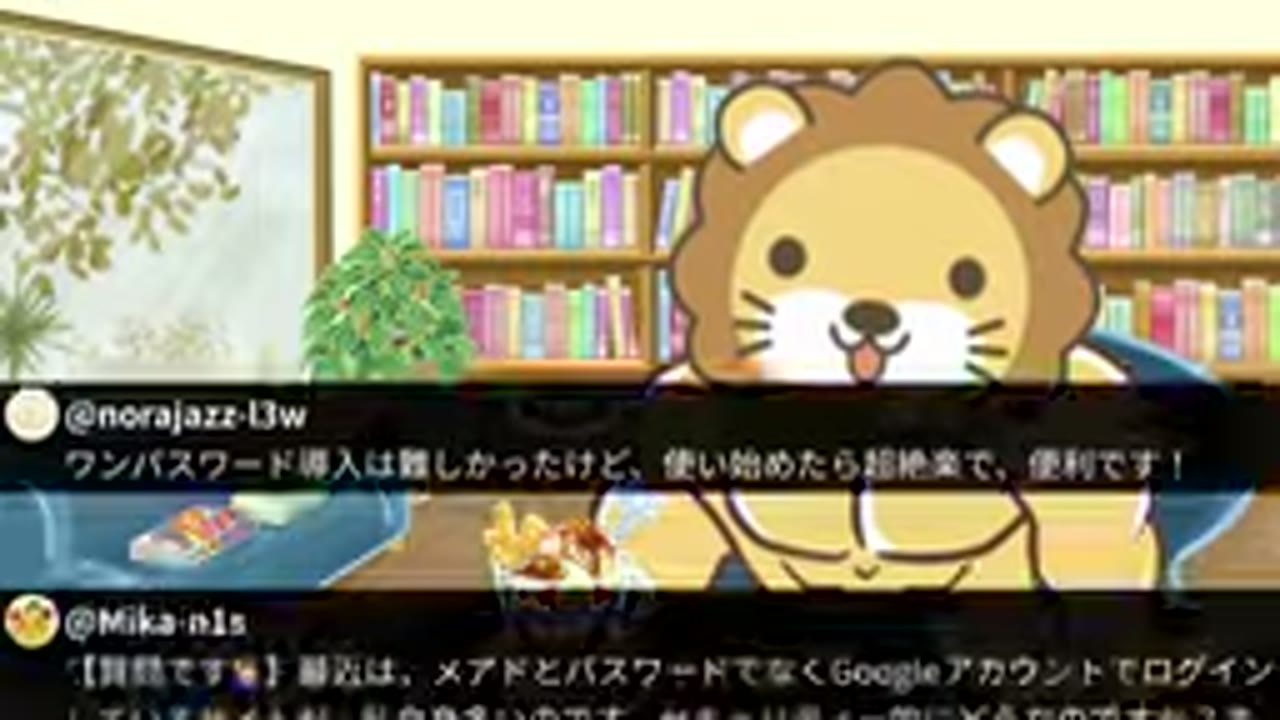 @norajazz-l3w
ワンパスワード導入は難しかったけど、使い始めたら超絶楽で、便利です！
@Mika-n1s
【質問です】最近は、メアドとパスワードでなくGoogleアカウントでログイン